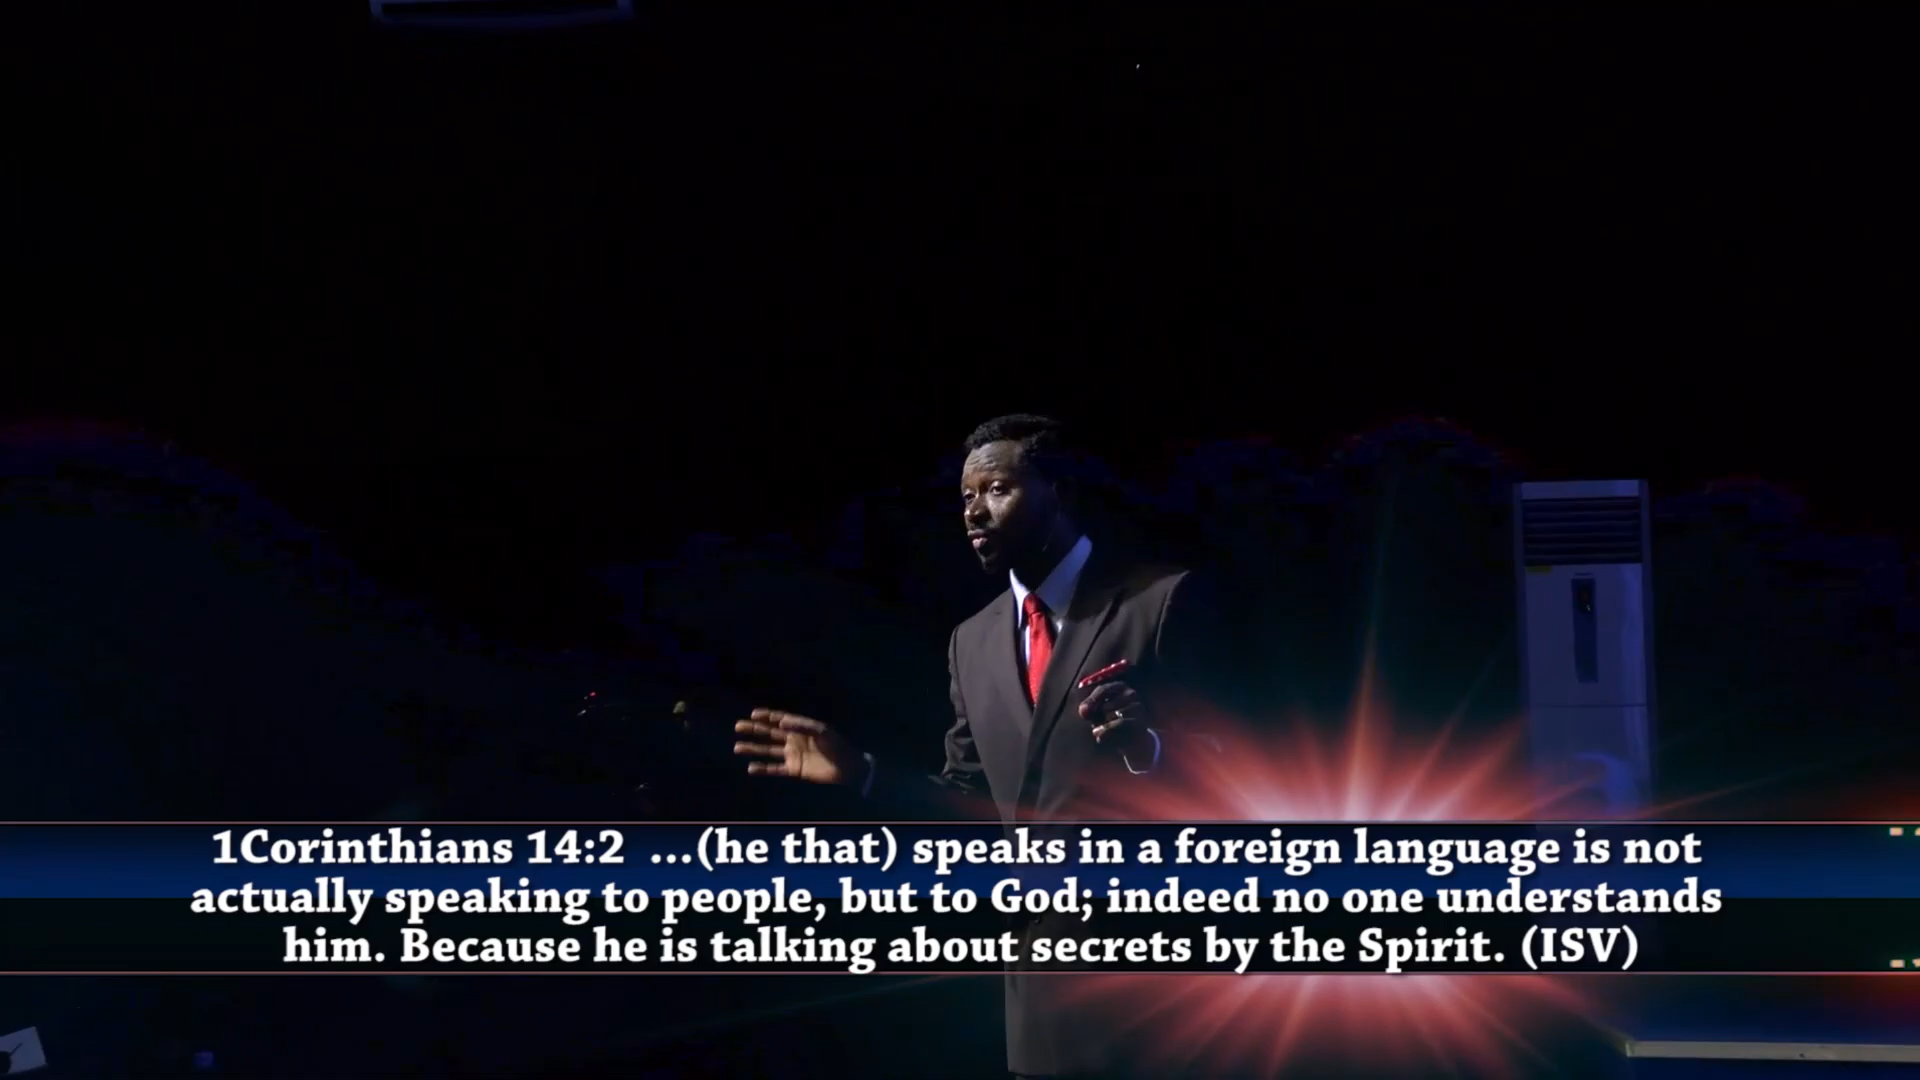 1Corinthians 14:2 ...(he that) speaks in a foreign language is not
actually speaking to people, but to God; indeed no one understands
him. Because he is talking about secrets by the Spirit. (ISV)